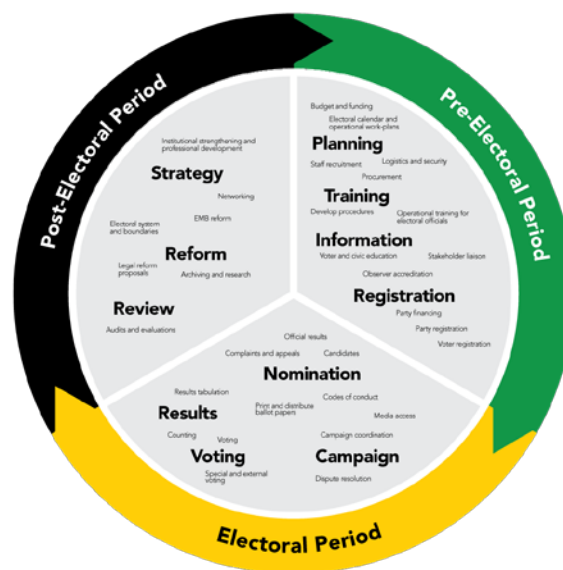 Post-Electoral Period
Institutional strengthening and
professional development
Strategy
Networking
EMB reform
Electoral system
and boundaries
Reform
Legal reform
proposals
Archiving and research
Review
Audits and evaluations
Pre-Electoral Period
Budget and funding
Electoral calendar and
operational work-plans
Planning
Staff recruitment
Logistics and security
Procurement
Training
Develop procedures
Operational training for
electoral officials
Information
Voter and civic education
Stakeholder liaison
Observer accreditation
Registration
Party financing
Party registration
Voter registration
Official results
Complaints and appeals
Candidates
Nomination
Results tabulation
Codes of conduct
Print and distribute
ballot papers
Results
Media access
Counting
Voting
Campaign coordination
Voting
Campaign
Special and external
voting
Dispute resolution
Electoral Period